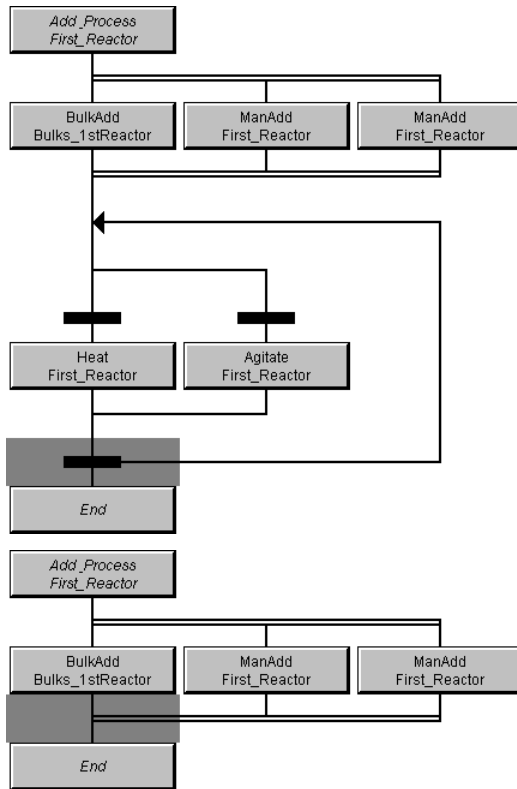 Add_Process
First_Reactor
BulkAdd
Bulks_1stReactor
ManAdd
First_Reactor
ManAdd
First_Reactor
Heat
First_Reactor
Agitate
First_Reactor
End
Add_Process
First_Reactor
BulkAdd
Bulks_1stReactor
ManAdd
First_Reactor
ManAdd
First_Reactor
End